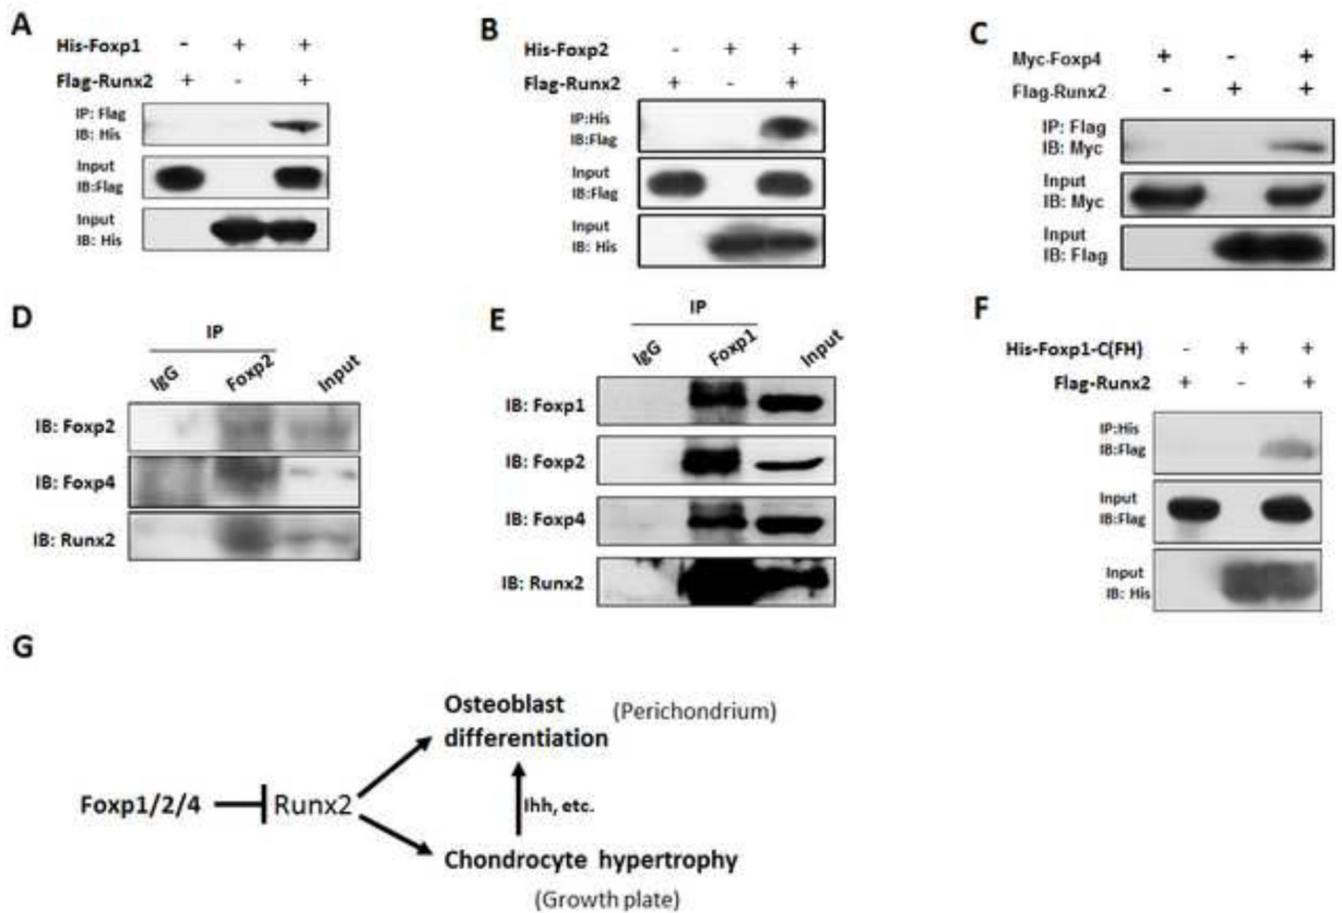 A
His-Foxp1 - + +
Flag-Runx2 + - +
IP: Flag
IB: His
Input
IB:Flag
Input
IB: His
B
His-Foxp2 - + +
Flag-Runx2 + - +
IP:His
IB:Flag
Input
IB:Flag
Input
IB: His
C
Myc-Foxp4 + - +
Flag-Runx2 - + +
IP: Flag
IB: Myc
Input
IB: Myc
Input
IB: Flag
D
IP
IgG Foxp2 Input
IB: Foxp2
IB: Foxp4
IB: Runx2
E
IP
IgG Foxp1 Input
IB: Foxp1
IB: Foxp2
IB: Foxp4
IB: Runx2
F
His-Foxp1-C(FH) - + +
Flag-Runx2 + - +
IP:His
IB:Flag
Input
IB:Flag
Input
IB: His
G
Osteoblast
differentiation
(Perichondrium)
Foxp1/2/4 Runx2
Ihh, etc.
Chondrocyte hypertrophy
(Growth plate)